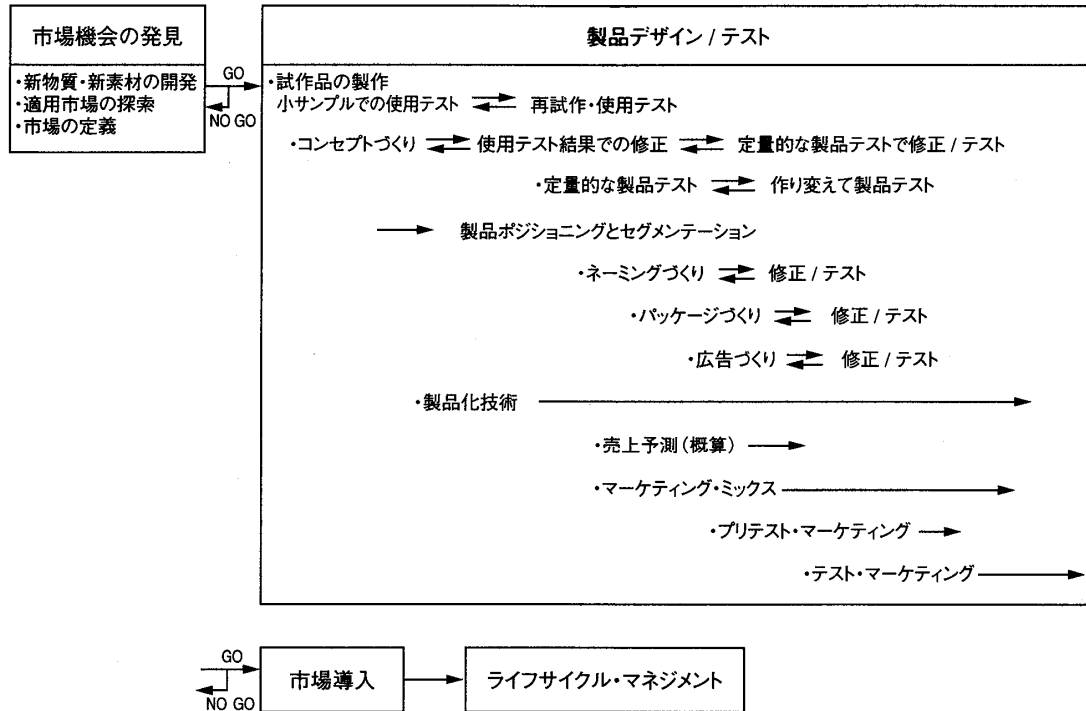 市場機会の発見
・新物質・新素材の開発
・適用市場の探索
・市場の定義
GO
NO GO
製品デザイン / テスト
・試作品の製作
小サンプルでの使用テスト 再試作・使用テスト
・コンセプトづくり 使用テスト結果での修正 定量的な製品テストで修正 / テスト
・定量的な製品テスト 作り変えて製品テスト
製品ポジショニングとセグメンテーション
・ネーミングづくり 修正 / テスト
・パッケージづくり 修正 / テスト
・広告づくり 修正 / テスト
・製品化技術
・売上予測(概算)
・マーケティング・ミックス
・プリテスト・マーケティング
・テスト・マーケティング
GO
NO GO
市場導入
ライフサイクル・マネジメント